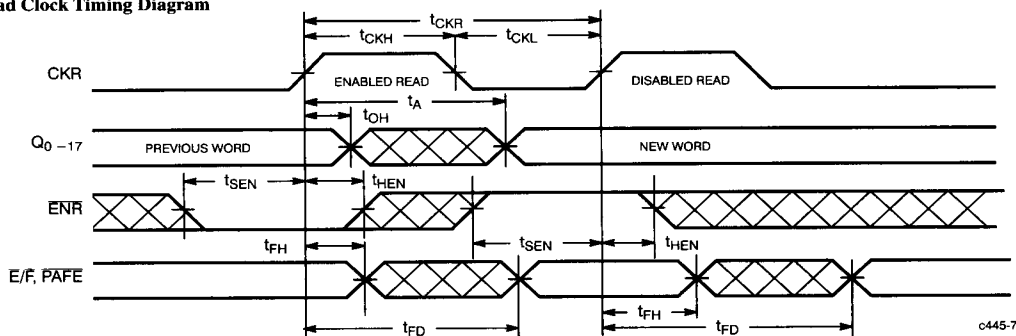 ad Clock Timing Diagram
tCKR
tCKH
tCKL
CKR
ENABLED READ
DISABLED READ
tA
tOH
Q0 –17
PREVIOUS WORD
NEW WORD
tSEN
tHEN
ENR
tFH
tSEN
tHEN
E/F, PAFE
tFH
tFD
tFD
c445-7